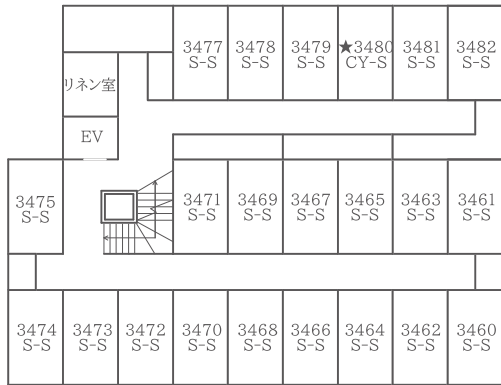 3477
S-S
3478
S-S
3479
S-S
★3480
CY-S
3481
S-S
3482
S-S
リネン室
EV
3475
S-S
3471
S-S
3469
S-S
3467
S-S
3465
S-S
3463
S-S
3461
S-S
3474
S-S
3473
S-S
3472
S-S
3470
S-S
3468
S-S
3466
S-S
3464
S-S
3462
S-S
3460
S-S